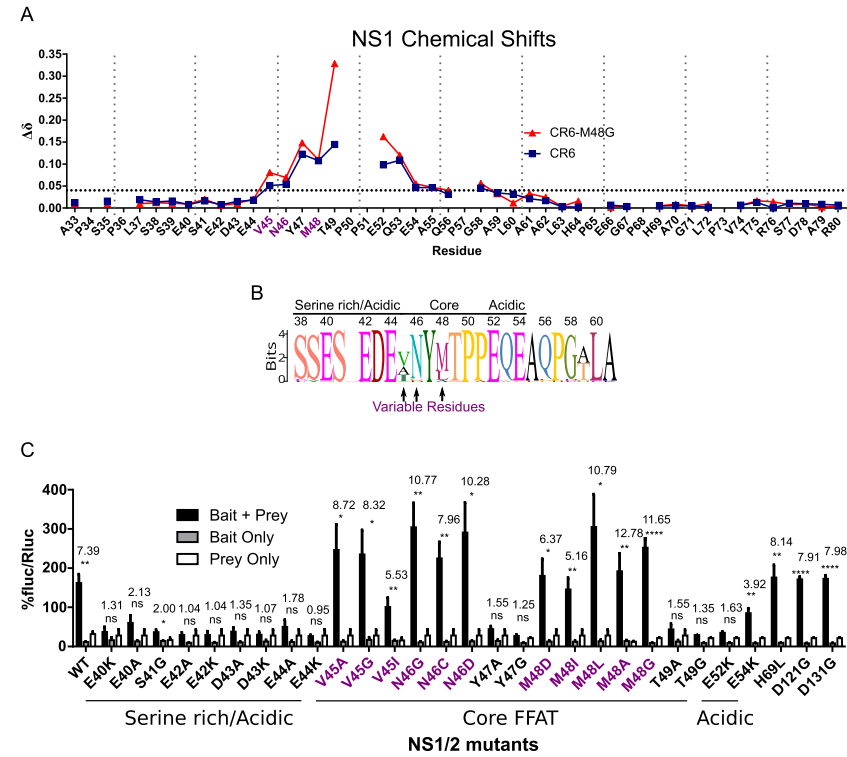 A
NS1 Chemical Shifts
0.35
0.30
0.25
0.20
0.15
0.10
0.05
0.00
Δδ
CR6-M48G
CR6
A33 P34 S35 P36 L37 S38 S39 E40 S41 E42 D43 E44 V45 N46 Y47 M48 T49 P50 P51 E52 Q53 E54 A55 Q56 P57 G58 A59 L60 A61 A62 L63 H64 P65 E66 G67 P68 H69 A70 G71 L72 P73 V74 T75 R76 S77 D78 A79 R80
Residue
B
Serine rich/Acidic Core Acidic
38 40 42 44 46 48 50 52 54 56 58 60
Bits
4
2
0
SSES EDEVNYMTPPEQEAQPGALA
Variable Residues
C
%fluc/Rluc
400
300
200
100
0
Bait + Prey
Bait Only
Prey Only
7.39 1.31 2.13 2.00 1.04 1.04 1.35 1.07 1.78 0.95 8.72 8.32 5.53 10.77 7.96 10.28 1.55 1.25 6.37 5.16 10.79 12.78 11.65 1.55 1.35 1.63 3.92 8.14 7.91 7.98
** ns ns * ns ns ns ns ns ns * * ** ** ** * ns ns * ** * ** **** ns ns ns ** ** **** ****
WT E40K E40A S41G E42A E42K D43A D43K E44A E44K V45A V45G V45I N46G N46C N46D Y47A Y47G M48D M48I M48L M48A M48G T49A T49G E52K E54K H69L D121G D131G
Serine rich/Acidic Core FFAT Acidic
NS1/2 mutants